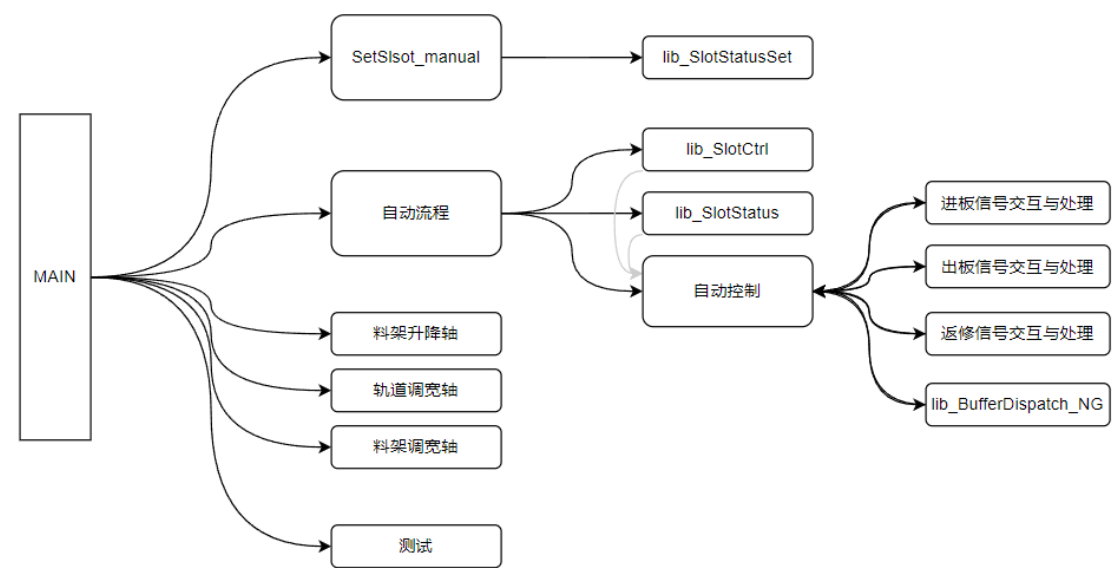 MAIN
SetSlsot_manual
lib_SlotStatusSet
自动流程
lib_SlotCtrl
lib_SlotStatus
自动控制
进板信号交互与处理
出板信号交互与处理
返修信号交互与处理
lib_BufferDispatch_NG
料架升降轴
轨道调宽轴
料架调宽轴
测试